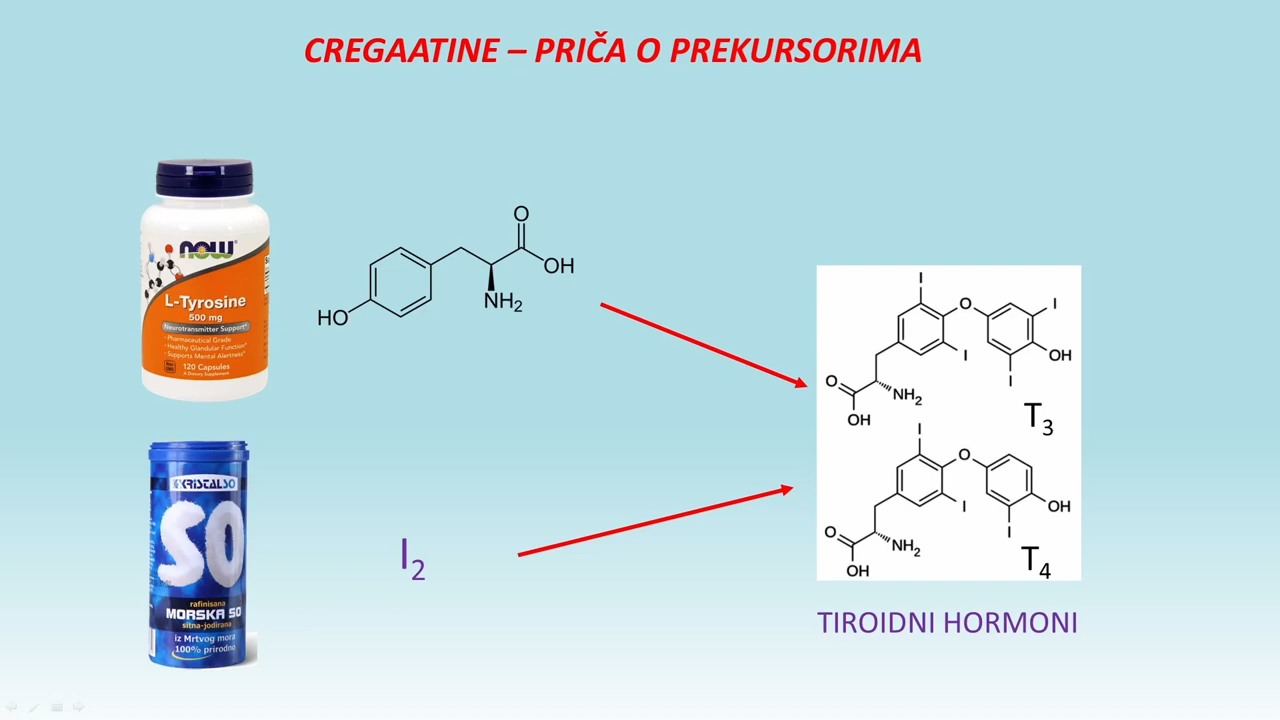 CREGAATINE – PRIČA O PREKURSORIMA
now
L-Tyrosine
500 mg
Neurotransmitter Support*
• Pharmaceutical Grade
• Healthy Glandular Function*
• Supports Mental Alertness*
120 Capsules
A Dietary Supplement
O
OH
NH2
HO
I
O
I
I
OH
I
O
NH2
OH
T3
I
O
I
OH
I
O
NH2
OH
T4
KRISTALSO
SO
rafinisana
MORSKA SO
sitna-jodirana
iz Mrtvog mora
100% prirodno
I2
TIROIDNI HORMONI